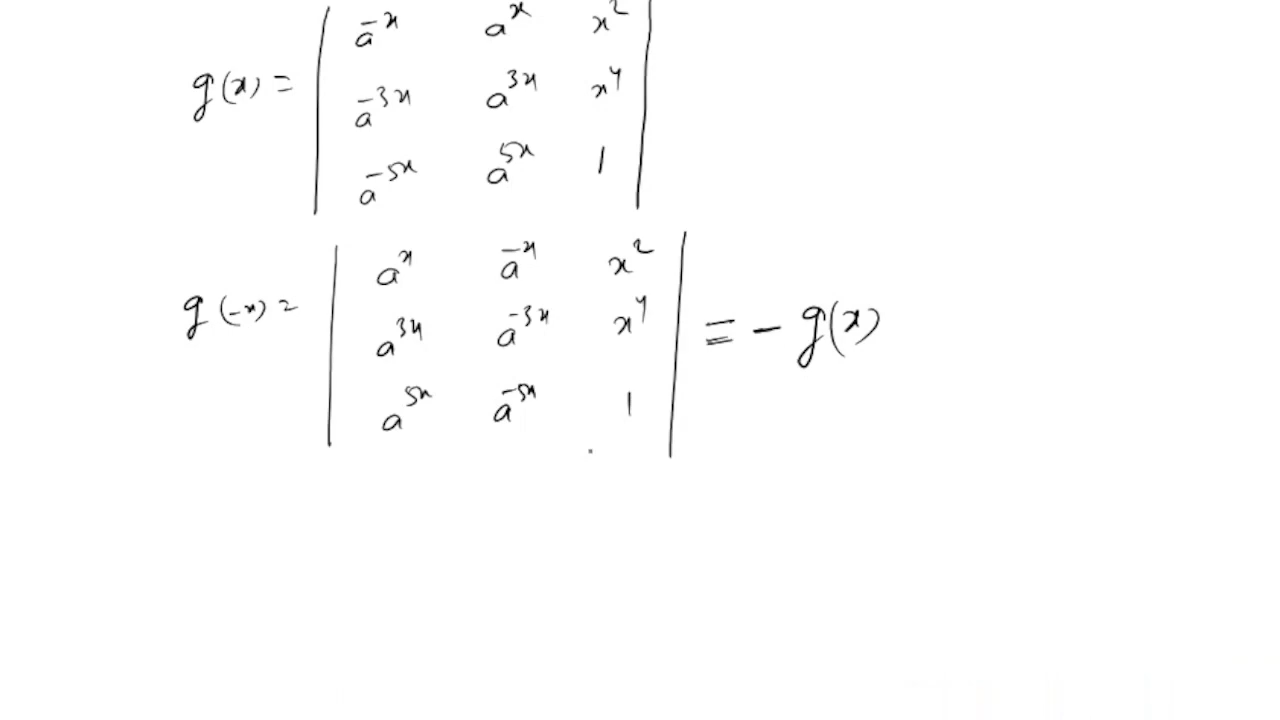 g(x) = | a^{-x} a^{x} x^{2} |
| a^{-3x} a^{3x} x^{4} |
| a^{-5x} a^{5x} 1 |
g(-x) = | a^{x} a^{-x} x^{2} |
| a^{3x} a^{-3x} x^{4} | = - g(x)
| a^{5x} a^{-5x} 1 |